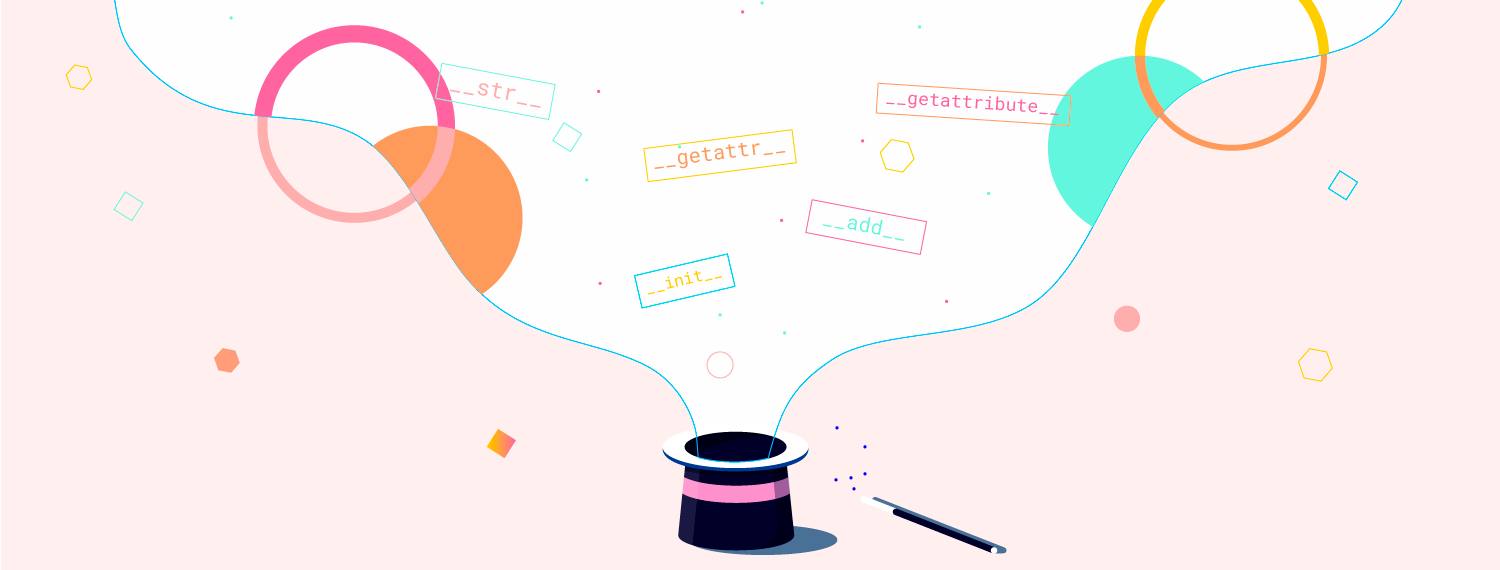 __str__
__getattribute__
__getattr__
__add__
__init__